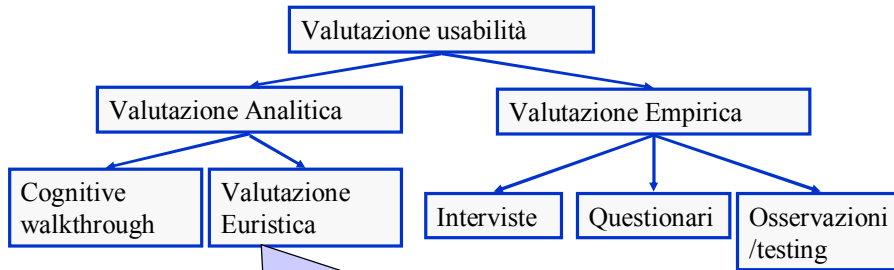 Valutazione usabilità
Valutazione Analitica
Valutazione Empirica
Cognitive
walkthrough
Valutazione
Euristica
Interviste
Questionari
Osservazioni
/testing